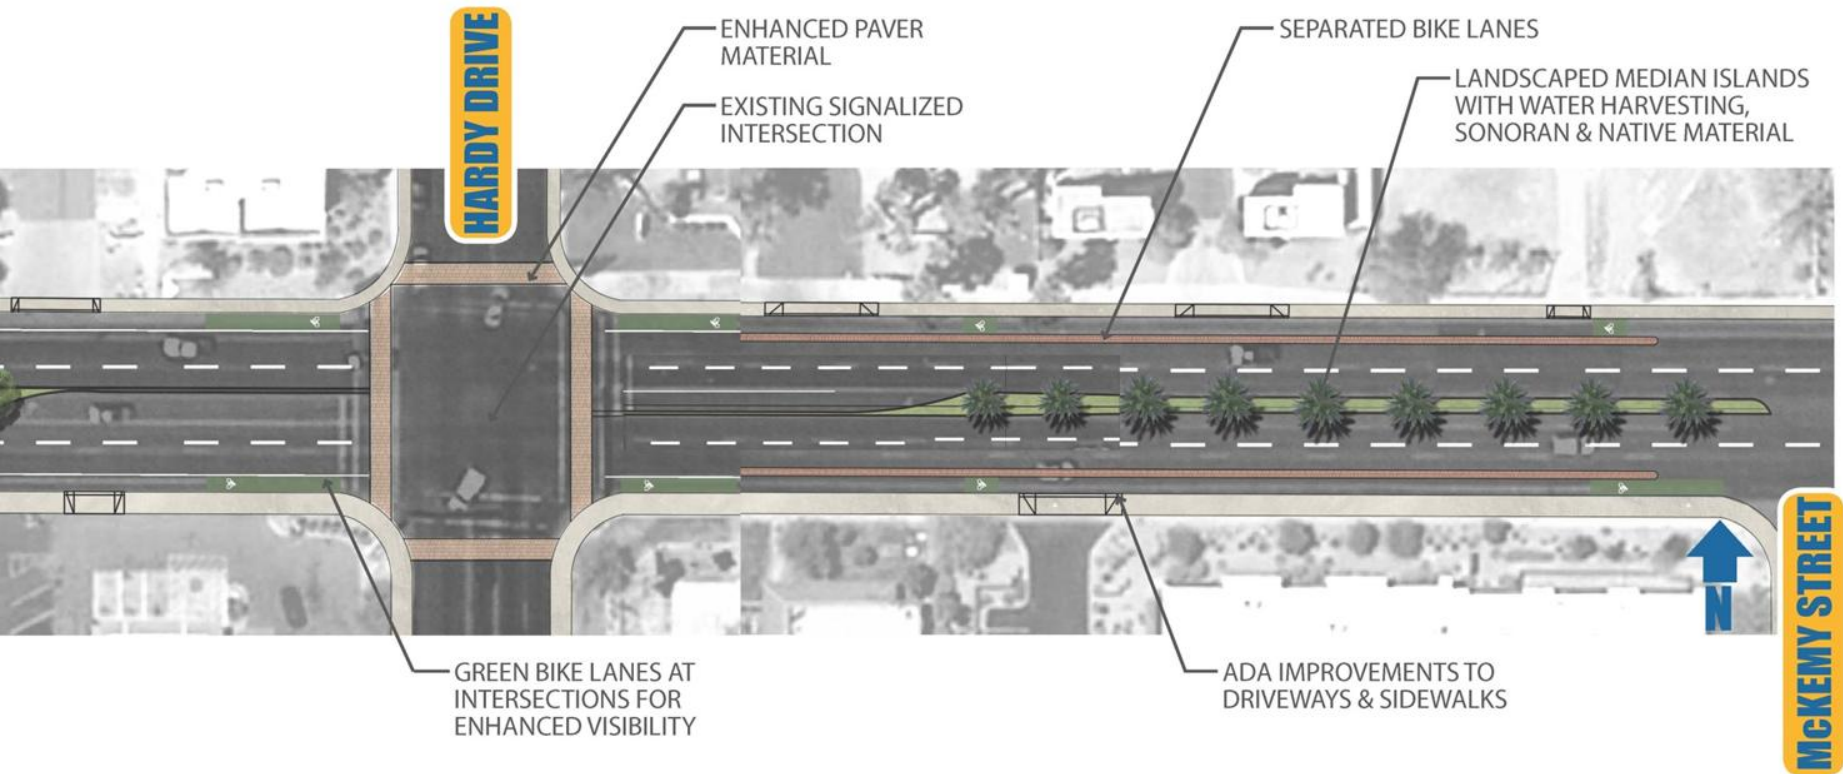 HARDY DRIVE
ENHANCED PAVER
MATERIAL
EXISTING SIGNALIZED
INTERSECTION
SEPARATED BIKE LANES
LANDSCAPED MEDIAN ISLANDS
WITH WATER HARVESTING,
SONORAN & NATIVE MATERIAL
GREEN BIKE LANES AT
INTERSECTIONS FOR
ENHANCED VISIBILITY
ADA IMPROVEMENTS TO
DRIVEWAYS & SIDEWALKS
N
McKEMY STREET